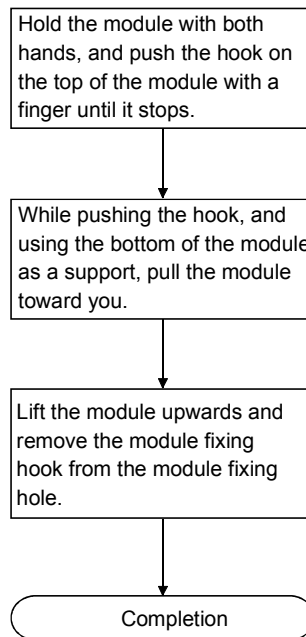 Hold the module with both
hands, and push the hook on
the top of the module with a
finger until it stops.
While pushing the hook, and
using the bottom of the module
as a support, pull the module
toward you.
Lift the module upwards and
remove the module fixing
hook from the module fixing
hole.
Completion